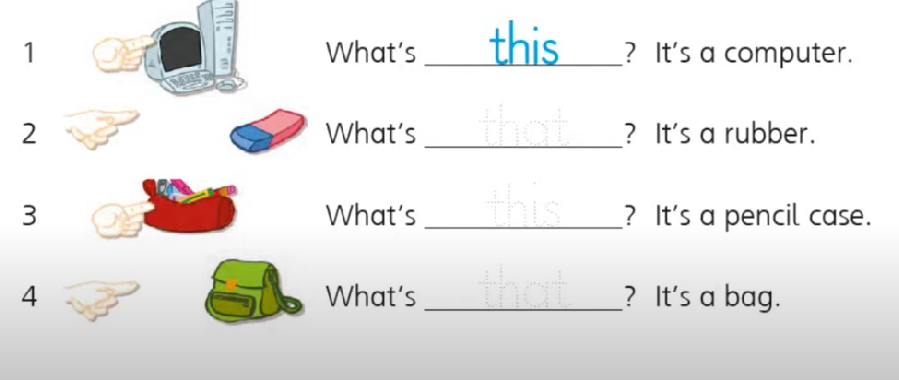 1 What's this ? It's a computer.
2 What's that ? It's a rubber.
3 What's this ? It's a pencil case.
4 What's that ? It's a bag.